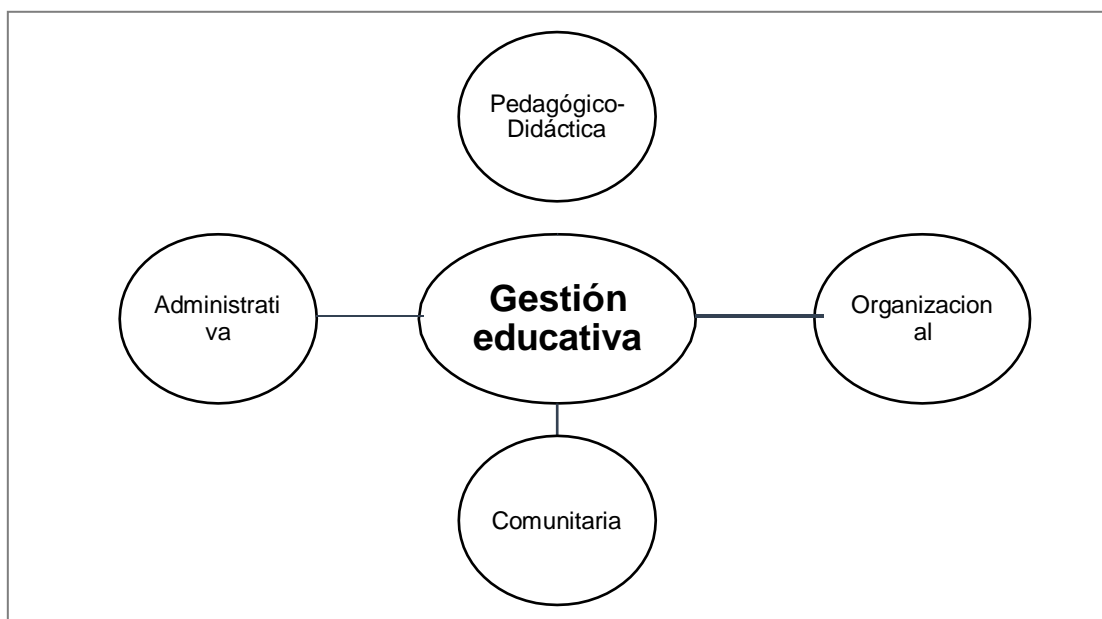 Pedagógico-
Didáctica
Administrati
va
Gestión
educativa
Organizacion
al
Comunitaria